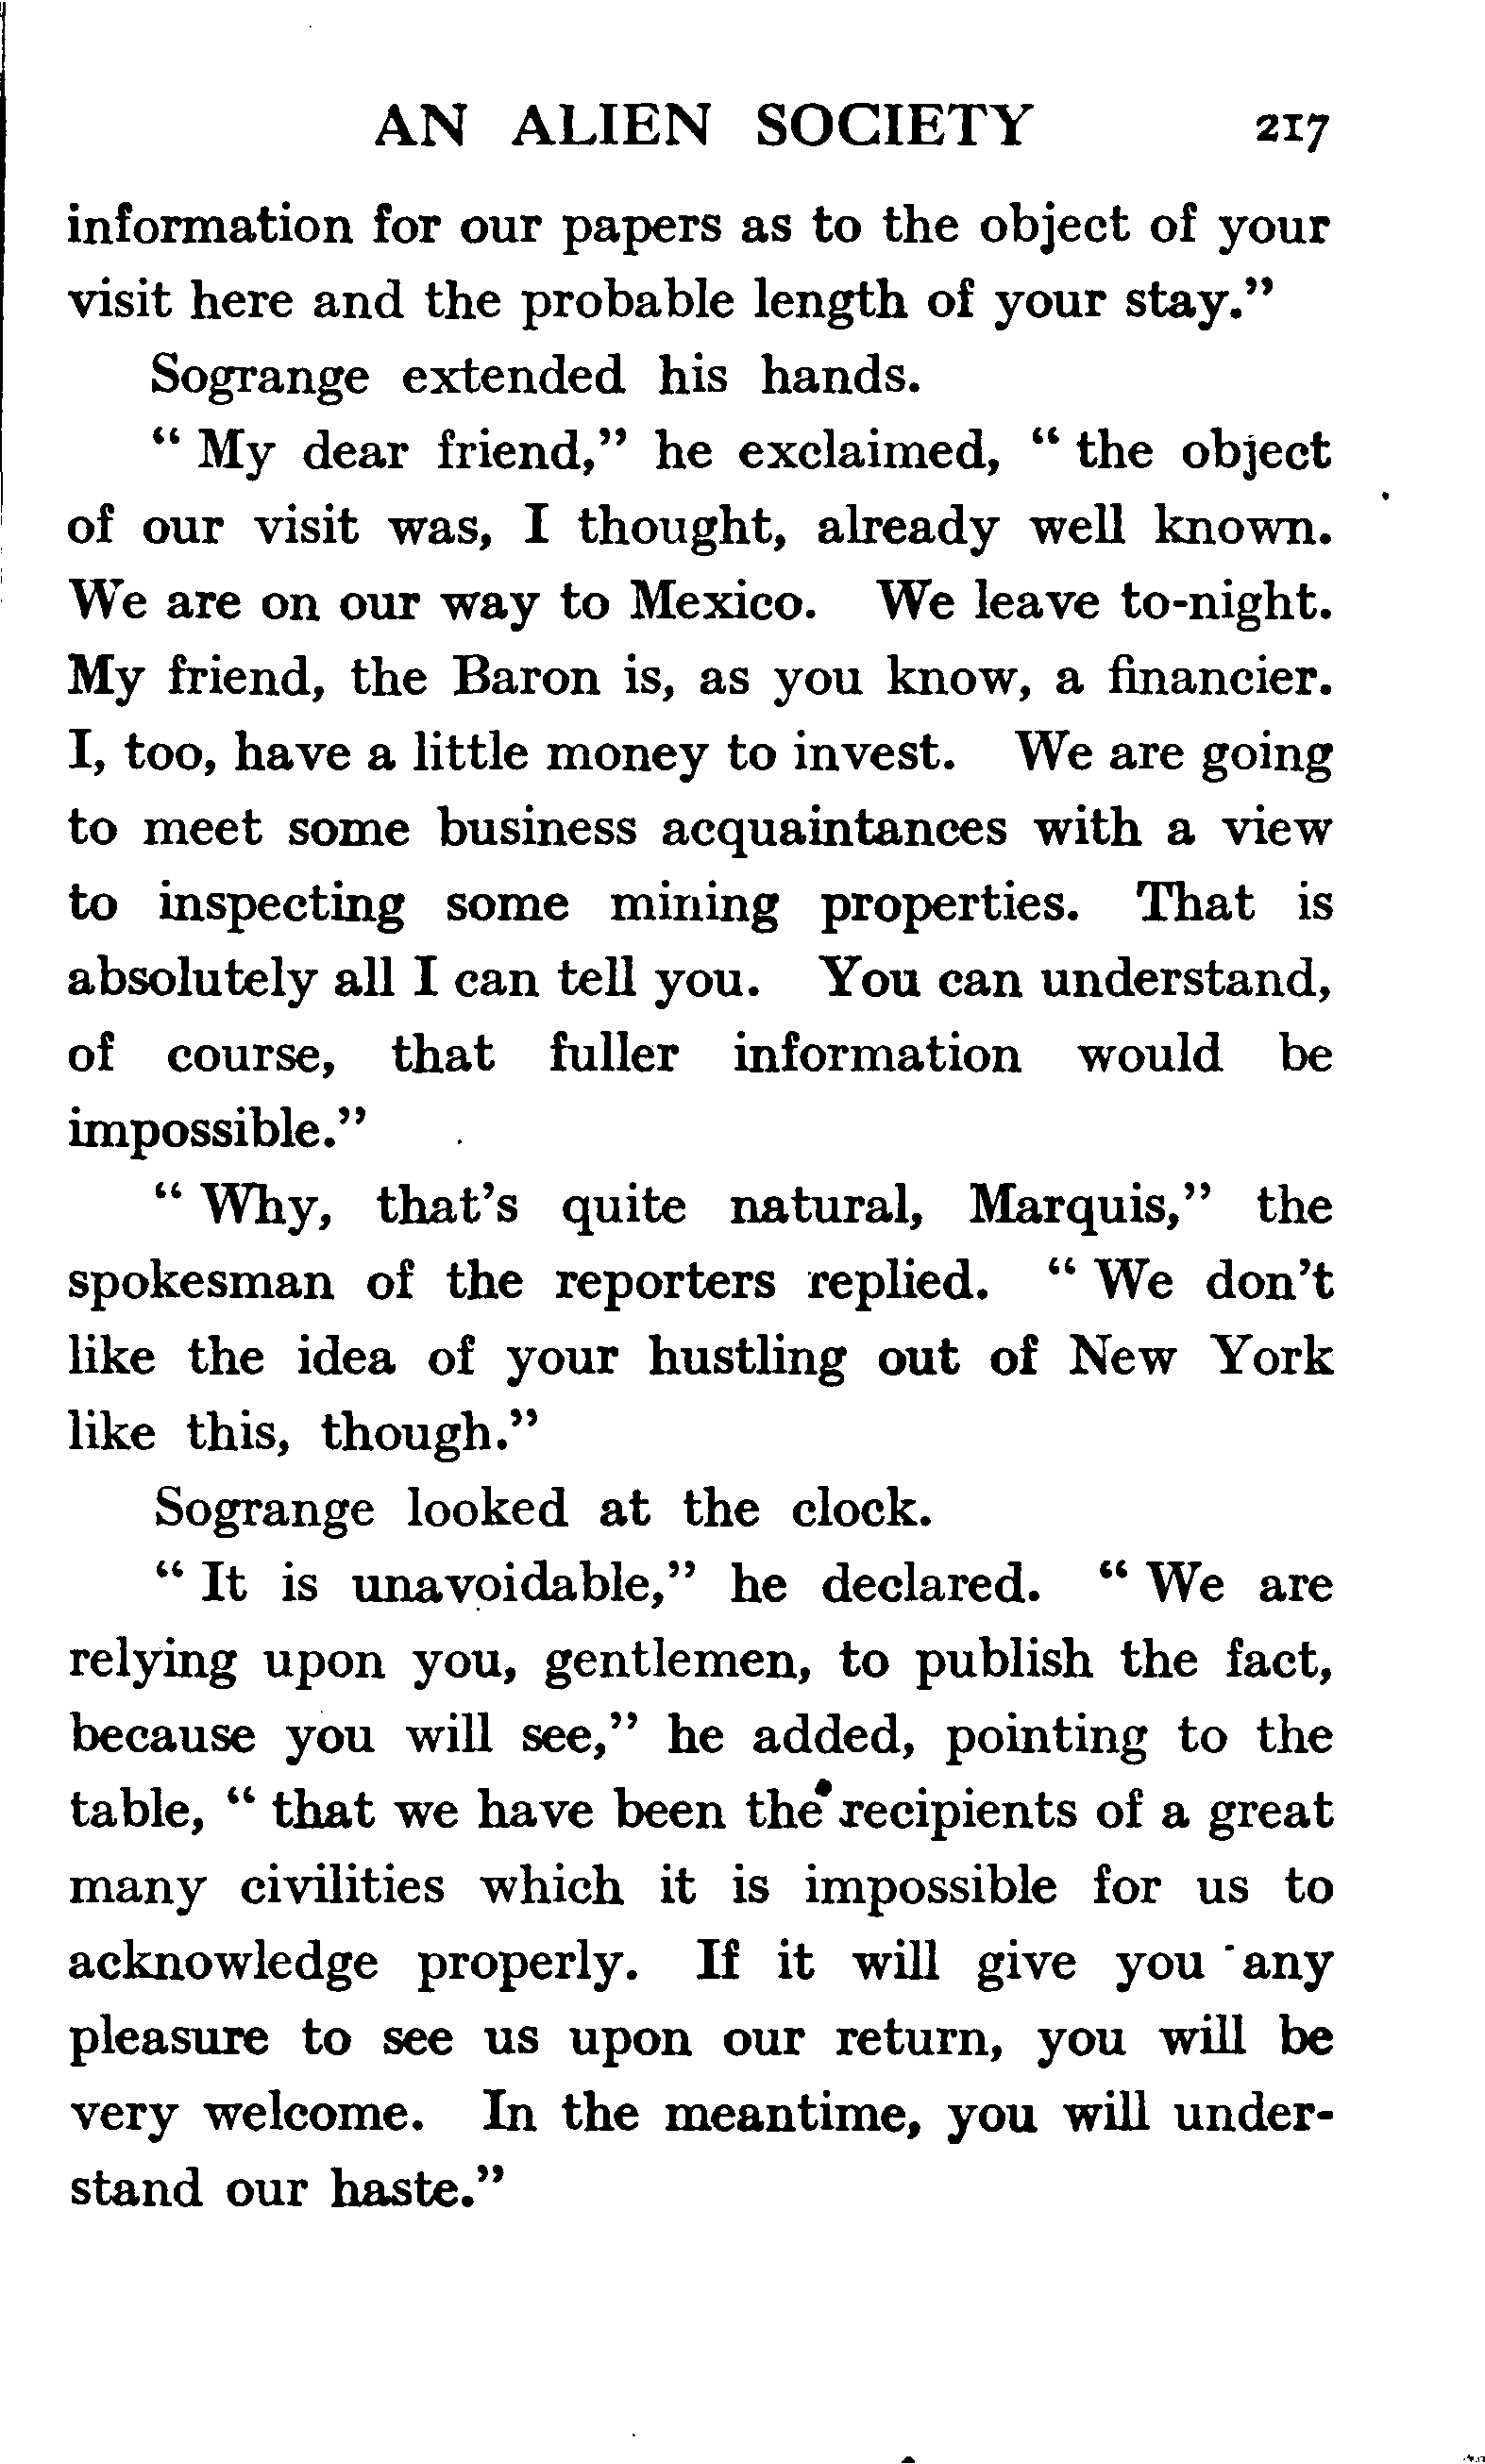 AN ALIEN SOCIETY 217
information for our papers as to the object of your
visit here and the probable length of your stay."
Sogrange extended his hands.
" My dear friend," he exclaimed, " the object
of our visit was, I thought, already well known.
We are on our way to Mexico. We leave to-night.
My friend, the Baron is, as you know, a financier.
I, too, have a little money to invest. We are going
to meet some business acquaintances with a view
to inspecting some mining properties. That is
absolutely all I can tell you. You can understand,
of course, that fuller information would be
impossible."
" Why, that's quite natural, Marquis," the
spokesman of the reporters replied. " We don't
like the idea of your hustling out of New York
like this, though."
Sogrange looked at the clock.
" It is unavoidable," he declared. " We are
relying upon you, gentlemen, to publish the fact,
because you will see," he added, pointing to the
table, " that we have been the recipients of a great
many civilities which it is impossible for us to
acknowledge properly. If it will give you any
pleasure to see us upon our return, you will be
very welcome. In the meantime, you will under-
stand our haste."